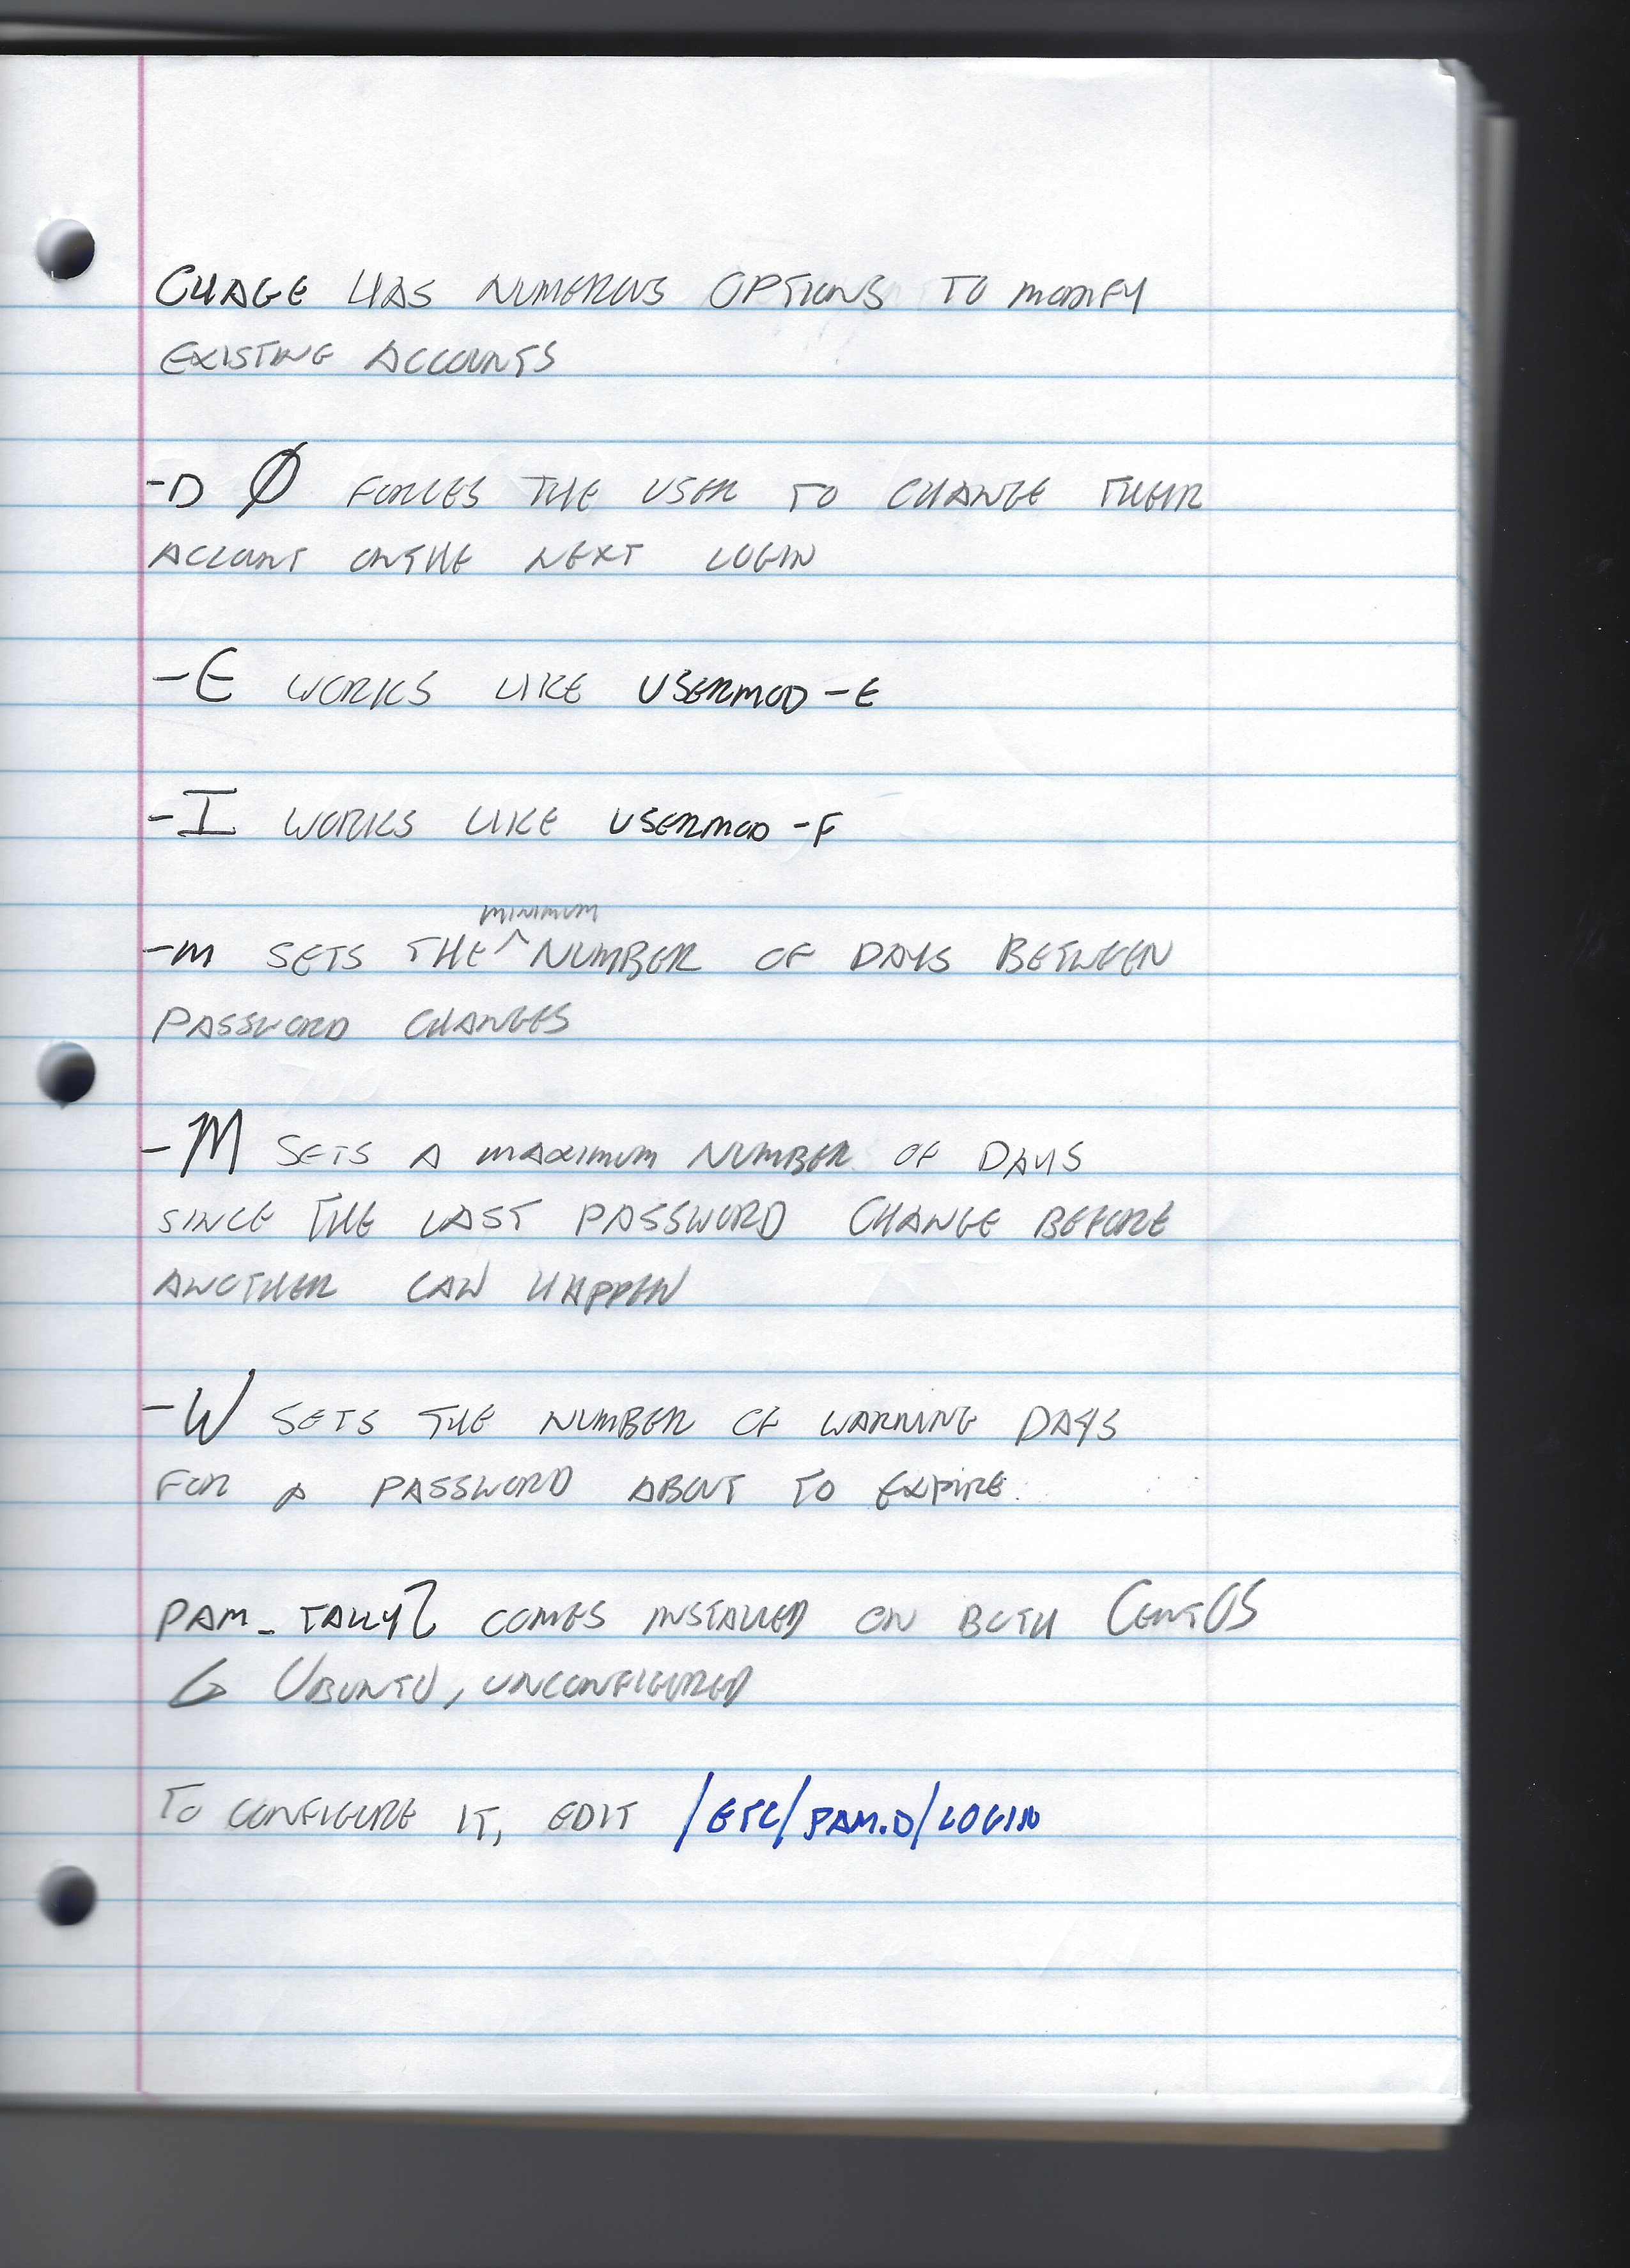 CHAGE HAS NUMEROUS OPTIONS TO MODIFY
EXISTING ACCOUNTS
-D Ø FORCES THE USER TO CHANGE THEIR
ACCOUNT ON THE NEXT LOGIN
-E WORKS LIKE USERMOD -E
-I WORKS LIKE USERMOD -F
-m SETS THE ^ minimum NUMBER OF DAYS BETWEEN
PASSWORD CHANGES
-M SETS A MAXIMUM NUMBER OF DAYS
SINCE THE LAST PASSWORD CHANGE BEFORE
ANOTHER CAN HAPPEN
-W SETS THE NUMBER OF WARNING DAYS
FOR A PASSWORD ABOUT TO EXPIRE.
PAM_TALLY2 COMES INSTALLED ON BOTH CENTOS
& UBUNTU, UNCONFIGURED
TO CONFIGURE IT, EDIT /ETC/PAM.D/LOGIN